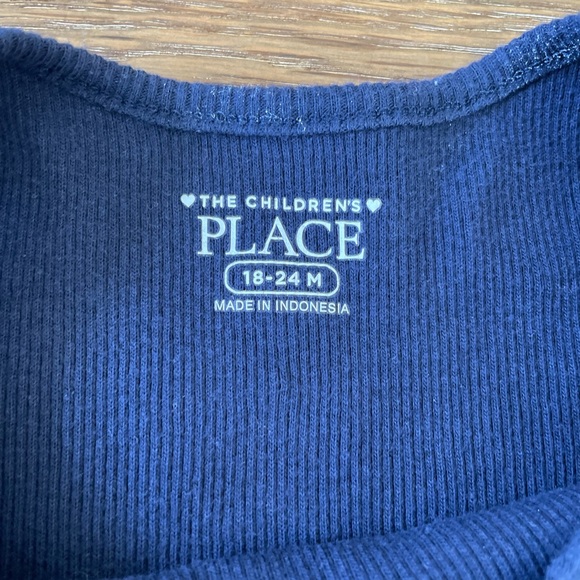 ♥THE CHILDREN'S♥
PLACE
18-24 M
MADE IN INDONESIA